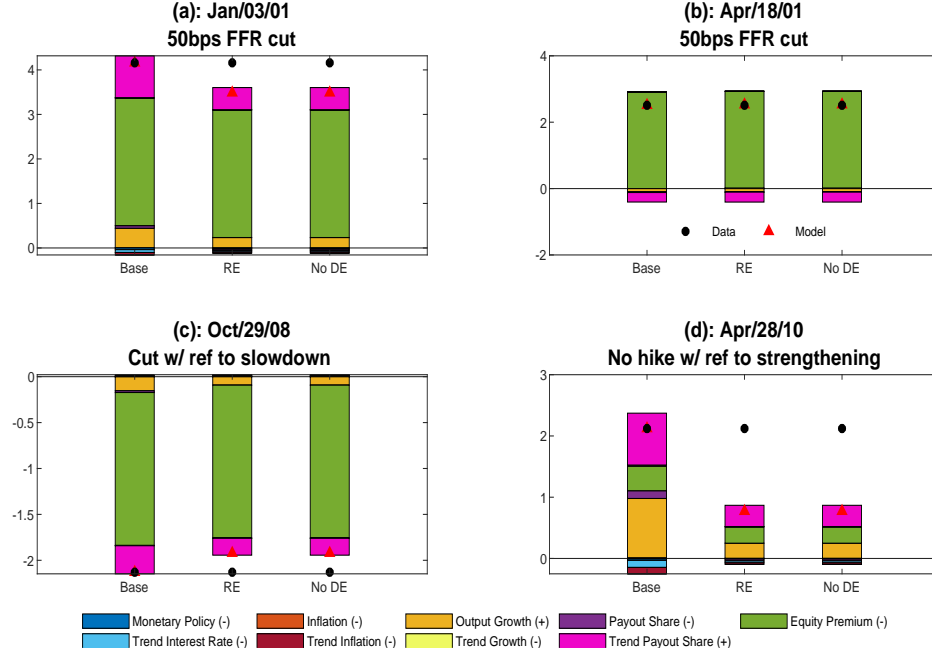 (a): Jan/03/01
50bps FFR cut
4
3
2
1
0
Base RE No DE
(b): Apr/18/01
50bps FFR cut
4
2
0
-2
Data Model
Base RE No DE
(c): Oct/29/08
Cut w/ ref to slowdown
0
-0.5
-1
-1.5
-2
Base RE No DE
(d): Apr/28/10
No hike w/ ref to strengthening
3
2
1
0
Base RE No DE
Monetary Policy (-) Inflation (-) Output Growth (+) Payout Share (-) Equity Premium (-)
Trend Interest Rate (-) Trend Inflation (-) Trend Growth (-) Trend Payout Share (+)